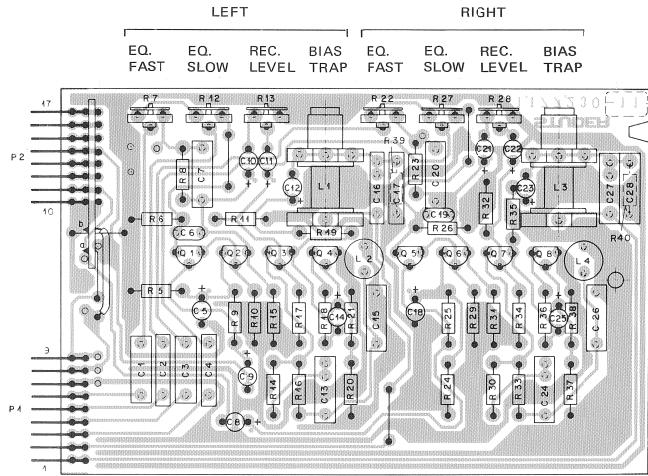 LEFT RIGHT
EQ. FAST EQ. SLOW REC. LEVEL BIAS TRAP EQ. FAST EQ. SLOW REC. LEVEL BIAS TRAP
R7 R12 R13 R22 R27 R28
17
R39
P2
C21 C22
R8 C7 C10 C11 C12 L1 C16 C17 R23 C20 C23 L3 C27 C28
10
R6 R11 C19 R32 R35
b C6 R19 R26 R40
a Q1 Q2 Q3 Q4 L2 Q5 Q6 Q7 Q8 L4
R5 C5 R9 R10 R15 R17 R18 C14 R21 C15 C18 R25 R29 R31 R34 R36 C25 R38 C26
9
C1 C2 C3 C4 C9 R14 R16 C13 R20 R24 R30 R33 C24 R37
P1
C8
1